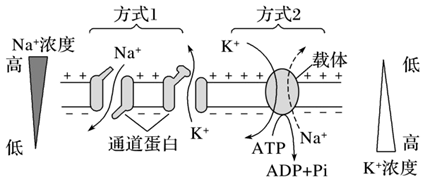 方式1 方式2
Na⁺浓度
Na⁺ K⁺ 载体
高 低
+ + + + + + + + + + + + + +
− − − − − − − − − −
低 高
通道蛋白 K⁺ ATP Na⁺
ADP+Pi K⁺浓度